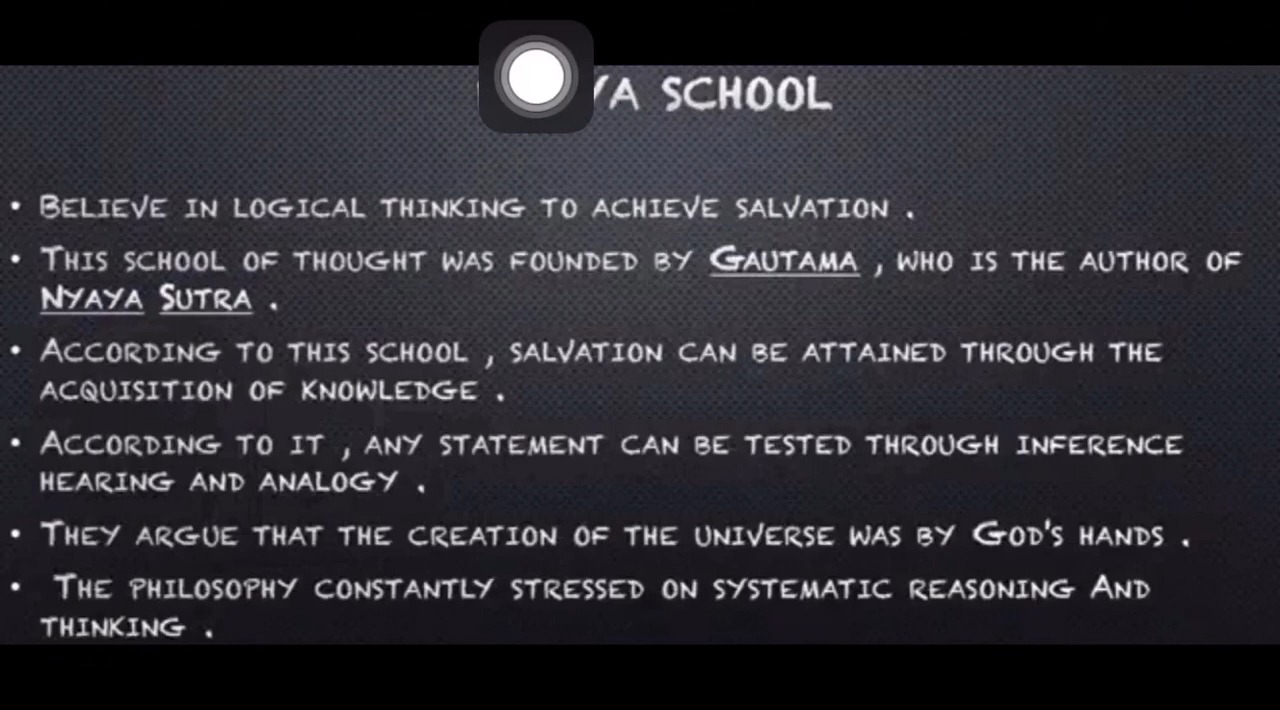 SCHOOL
• BELIEVE IN LOGICAL THINKING TO ACHIEVE SALVATION .
• THIS SCHOOL OF THOUGHT WAS FOUNDED BY GAUTAMA , WHO IS THE AUTHOR OF
NYAYA SUTRA .
• ACCORDING TO THIS SCHOOL , SALVATION CAN BE ATTAINED THROUGH THE
ACQUISITION OF KNOWLEDGE .
• ACCORDING TO IT , ANY STATEMENT CAN BE TESTED THROUGH INFERENCE
HEARING AND ANALOGY .
• THEY ARGUE THAT THE CREATION OF THE UNIVERSE WAS BY GOD'S HANDS .
• THE PHILOSOPHY CONSTANTLY STRESSED ON SYSTEMATIC REASONING AND
THINKING .